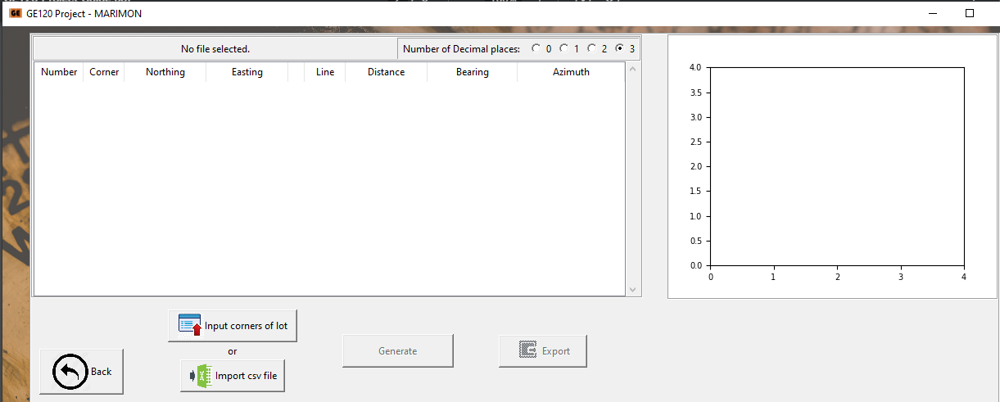 GE GE120 Project - MARIMON
No file selected. Number of Decimal places: 0 1 2 3
Number Corner Northing Easting Line Distance Bearing Azimuth
4.0
3.5
3.0
2.5
2.0
1.5
1.0
0.5
0.0
0 1 2 3 4
Input corners of lot
or
Import csv file
Generate
Export
Back